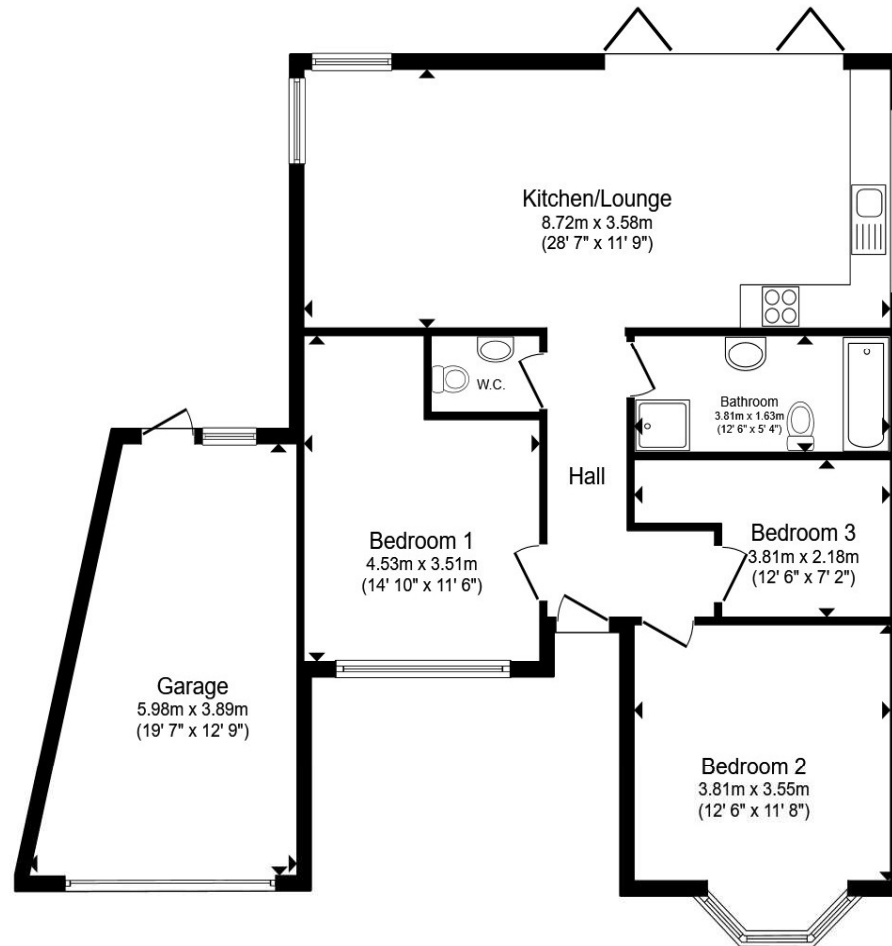 Kitchen/Lounge
8.72m x 3.58m
(28' 7" x 11' 9")
W.C.
Bathroom
3.81m x 1.63m
(12' 6" x 5' 4")
Hall
Bedroom 1
4.53m x 3.51m
(14' 10" x 11' 6")
Bedroom 3
3.81m x 2.18m
(12' 6" x 7' 2")
Garage
5.98m x 3.89m
(19' 7" x 12' 9")
Bedroom 2
3.81m x 3.55m
(12' 6" x 11' 8")